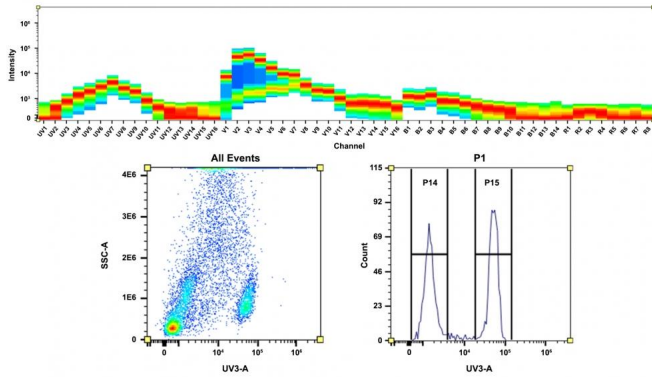 Intensity
10⁶
10⁵
10⁴
10³
0
UV1 UV2 UV3 UV4 UV5 UV6 UV7 UV8 UV9 UV10 UV11 UV12 UV13 UV14 UV15 UV16 V1 V2 V3 V4 V5 V6 V7 V8 V9 V10 V11 V12 V13 V14 V15 V16 B1 B2 B3 B4 B5 B6 B7 B8 B9 B10 B11 B12 B13 B14 R1 R2 R3 R4 R5 R6 R7 R8
Channel
All Events
SSC-A
4E6
3E6
2E6
1E6
0
0 10⁴ 10⁵ 10⁶
UV3-A
P1
Count
115
92
69
46
23
0
P14 P15
0 10⁴ 10⁵ 10⁶
UV3-A